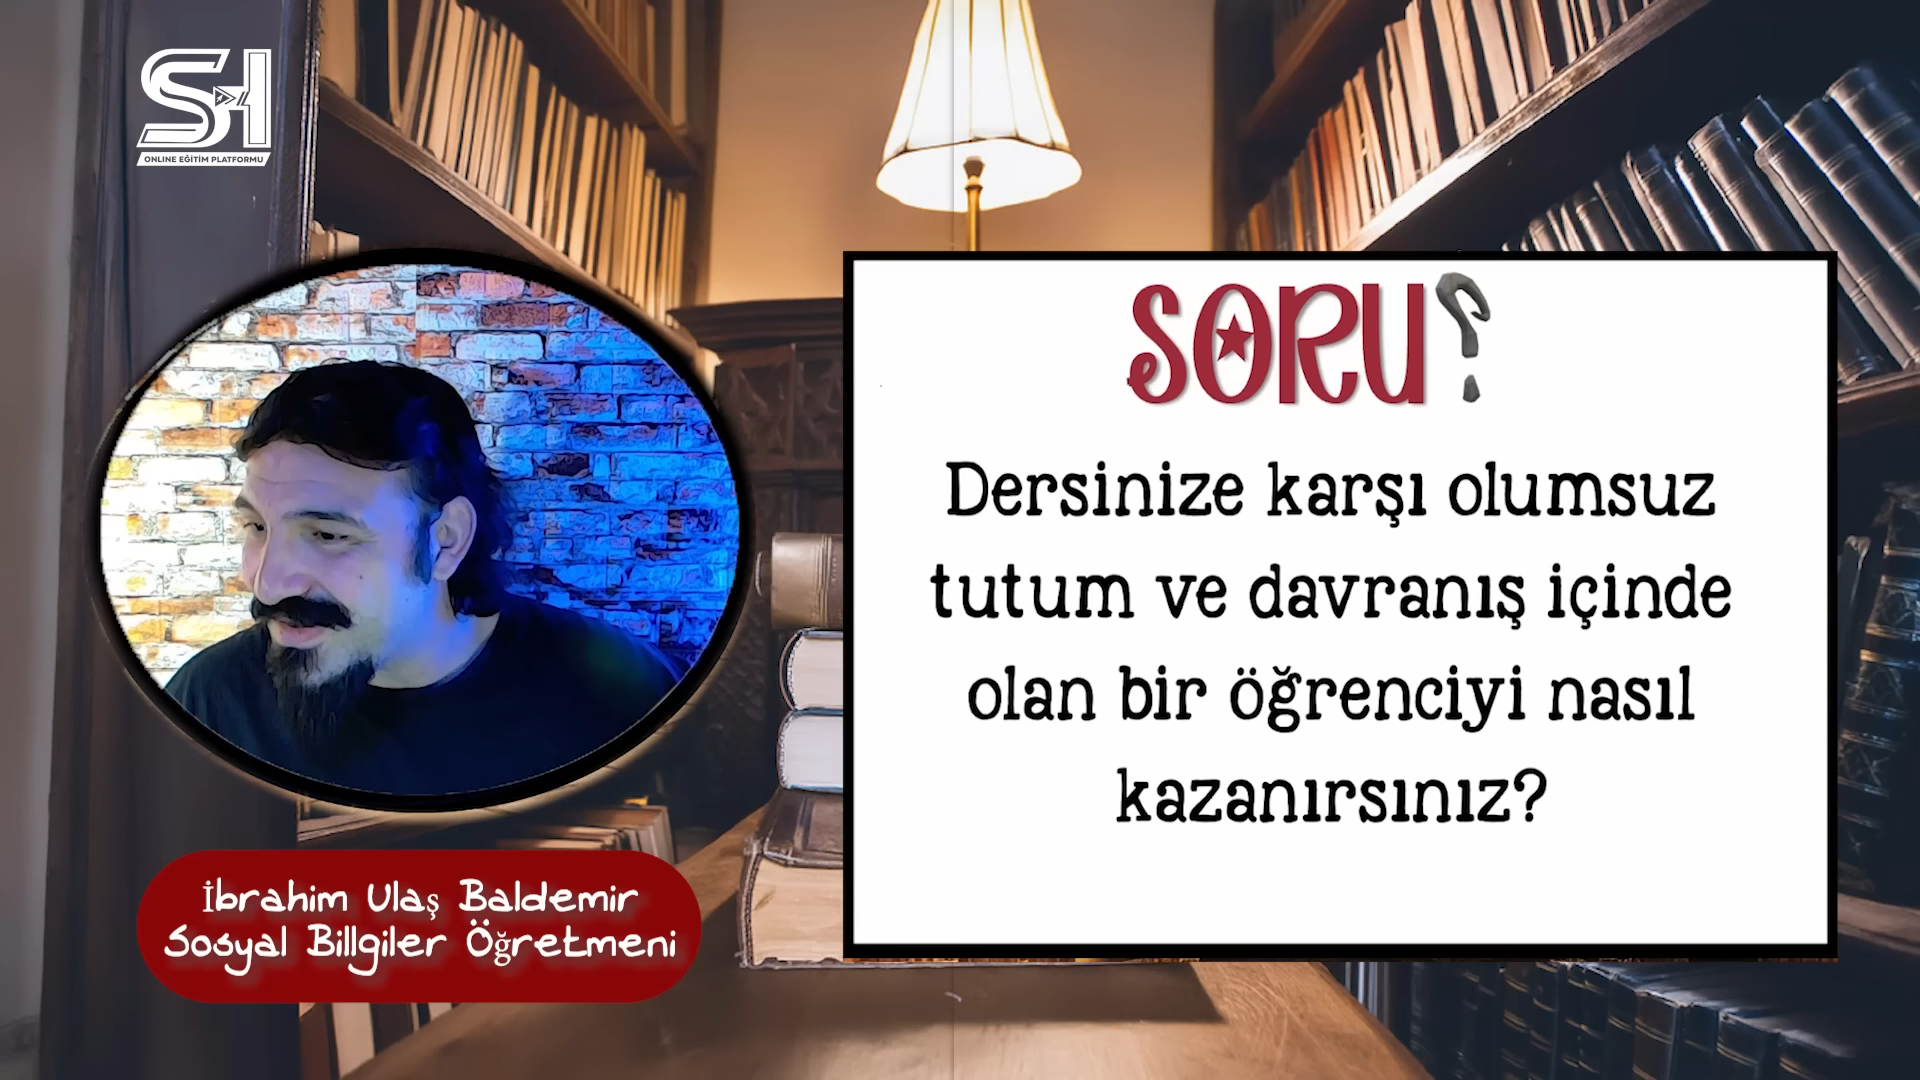 SH
ONLINE EĞİTİM PLATFORMU
SORU?
Dersinize karşı olumsuz
tutum ve davranış içinde
olan bir öğrenciyi nasıl
kazanırsınız?
İbrahim Ulaş Baldemir
Sosyal Billgiler Öğretmeni